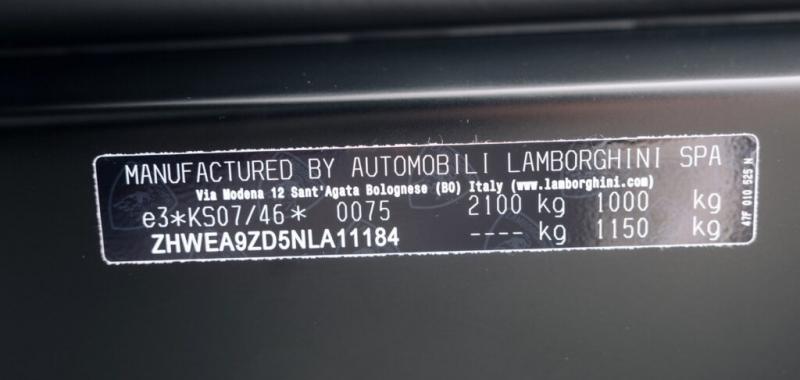 MANUFACTURED BY AUTOMOBILI LAMBORGHINI SPA
Via Modena 12 Sant'Agata Bolognese (BO) Italy (www.lamborghini.com)
e3*KS07/46* 0075 2100 kg 1000 kg
ZHWEA9ZD5NLA11184 ---- kg 1150 kg
47F 010 525 N